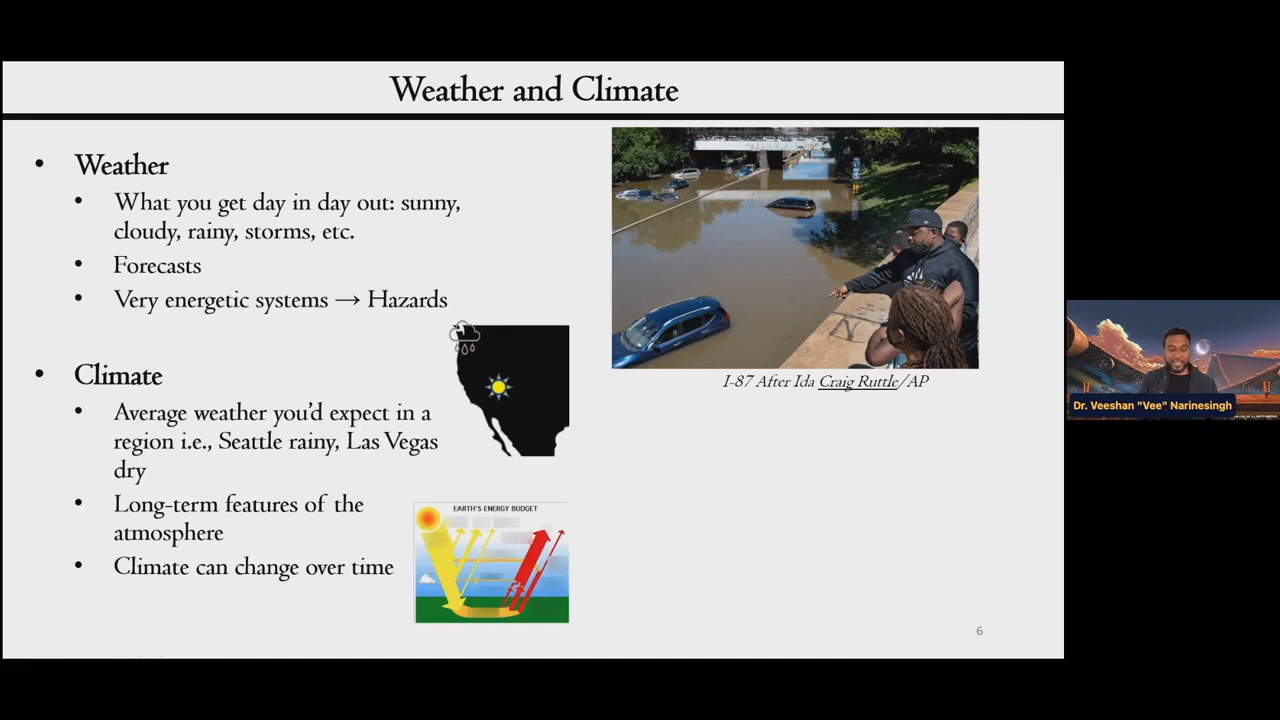 Weather and Climate
Weather
What you get day in day out: sunny,
cloudy, rainy, storms, etc.
Forecasts
Very energetic systems → Hazards
Climate
Average weather you'd expect in a
region i.e., Seattle rainy, Las Vegas
dry
Long-term features of the
atmosphere
Climate can change over time
EARTH'S ENERGY BUDGET
I-87 After Ida Craig Ruttle/AP
6
Dr. Veeshan "Vee" Narinesingh